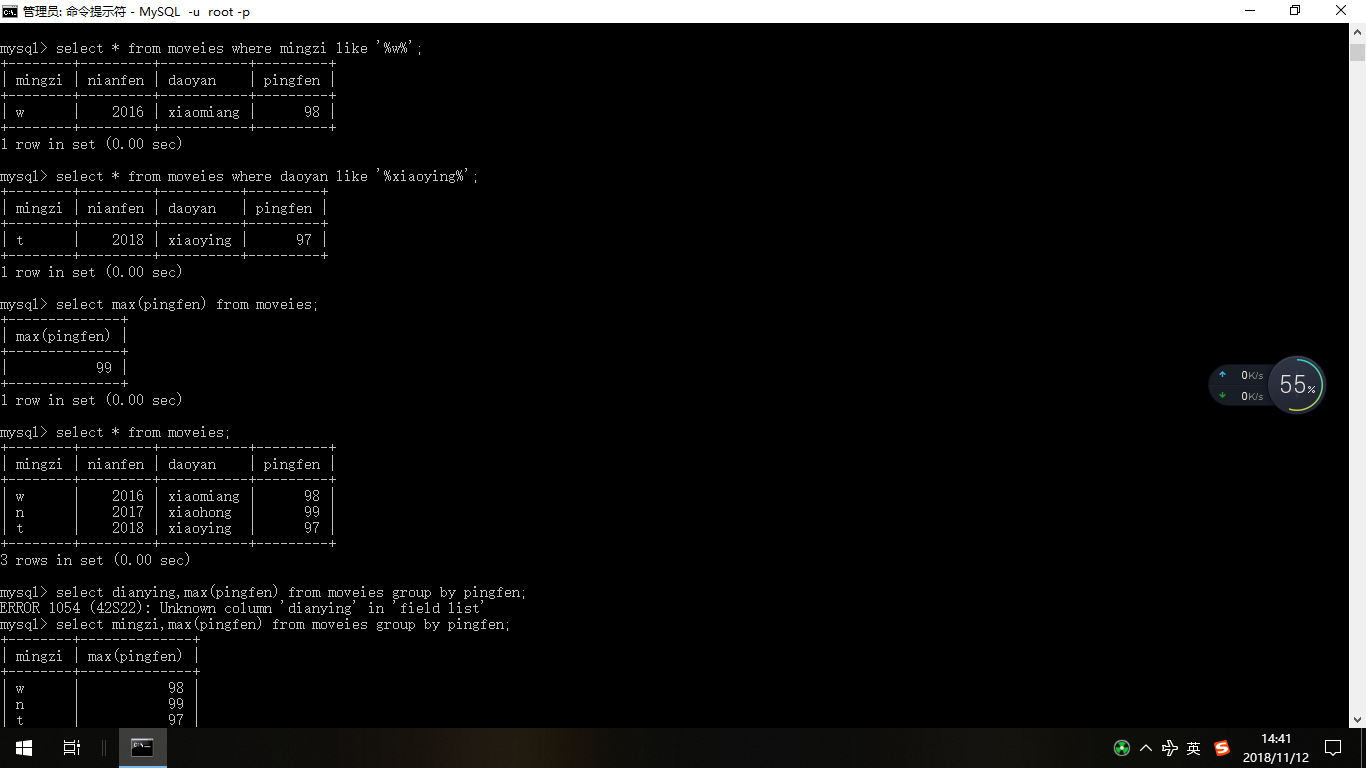 管理员: 命令提示符 - MySQL  -u  root -p
mysql> select * from moveies where mingzi like '%w%';
+--------+---------+-----------+---------+
| mingzi | nianfen | daoyan    | pingfen |
+--------+---------+-----------+---------+
| w      |    2016 | xiaomiang |      98 |
+--------+---------+-----------+---------+
1 row in set (0.00 sec)
mysql> select * from moveies where daoyan like '%xiaoying%';
+--------+---------+----------+---------+
| mingzi | nianfen | daoyan   | pingfen |
+--------+---------+----------+---------+
| t      |    2018 | xiaoying |      97 |
+--------+---------+----------+---------+
1 row in set (0.00 sec)
mysql> select max(pingfen) from moveies;
+--------------+
| max(pingfen) |
+--------------+
|           99 |
+--------------+
1 row in set (0.00 sec)
mysql> select * from moveies;
+--------+---------+-----------+---------+
| mingzi | nianfen | daoyan    | pingfen |
+--------+---------+-----------+---------+
| w      |    2016 | xiaomiang |      98 |
| n      |    2017 | xiaohong  |      99 |
| t      |    2018 | xiaoying  |      97 |
+--------+---------+-----------+---------+
3 rows in set (0.00 sec)
mysql> select dianying,max(pingfen) from moveies group by pingfen;
ERROR 1054 (42S22): Unknown column 'dianying' in 'field list'
mysql> select mingzi,max(pingfen) from moveies group by pingfen;
+--------+--------------+
| mingzi | max(pingfen) |
+--------+--------------+
| w      |           98 |
| n      |           99 |
| t      |           97 |
0K/s
0K/s
55%
英
14:41
2018/11/12